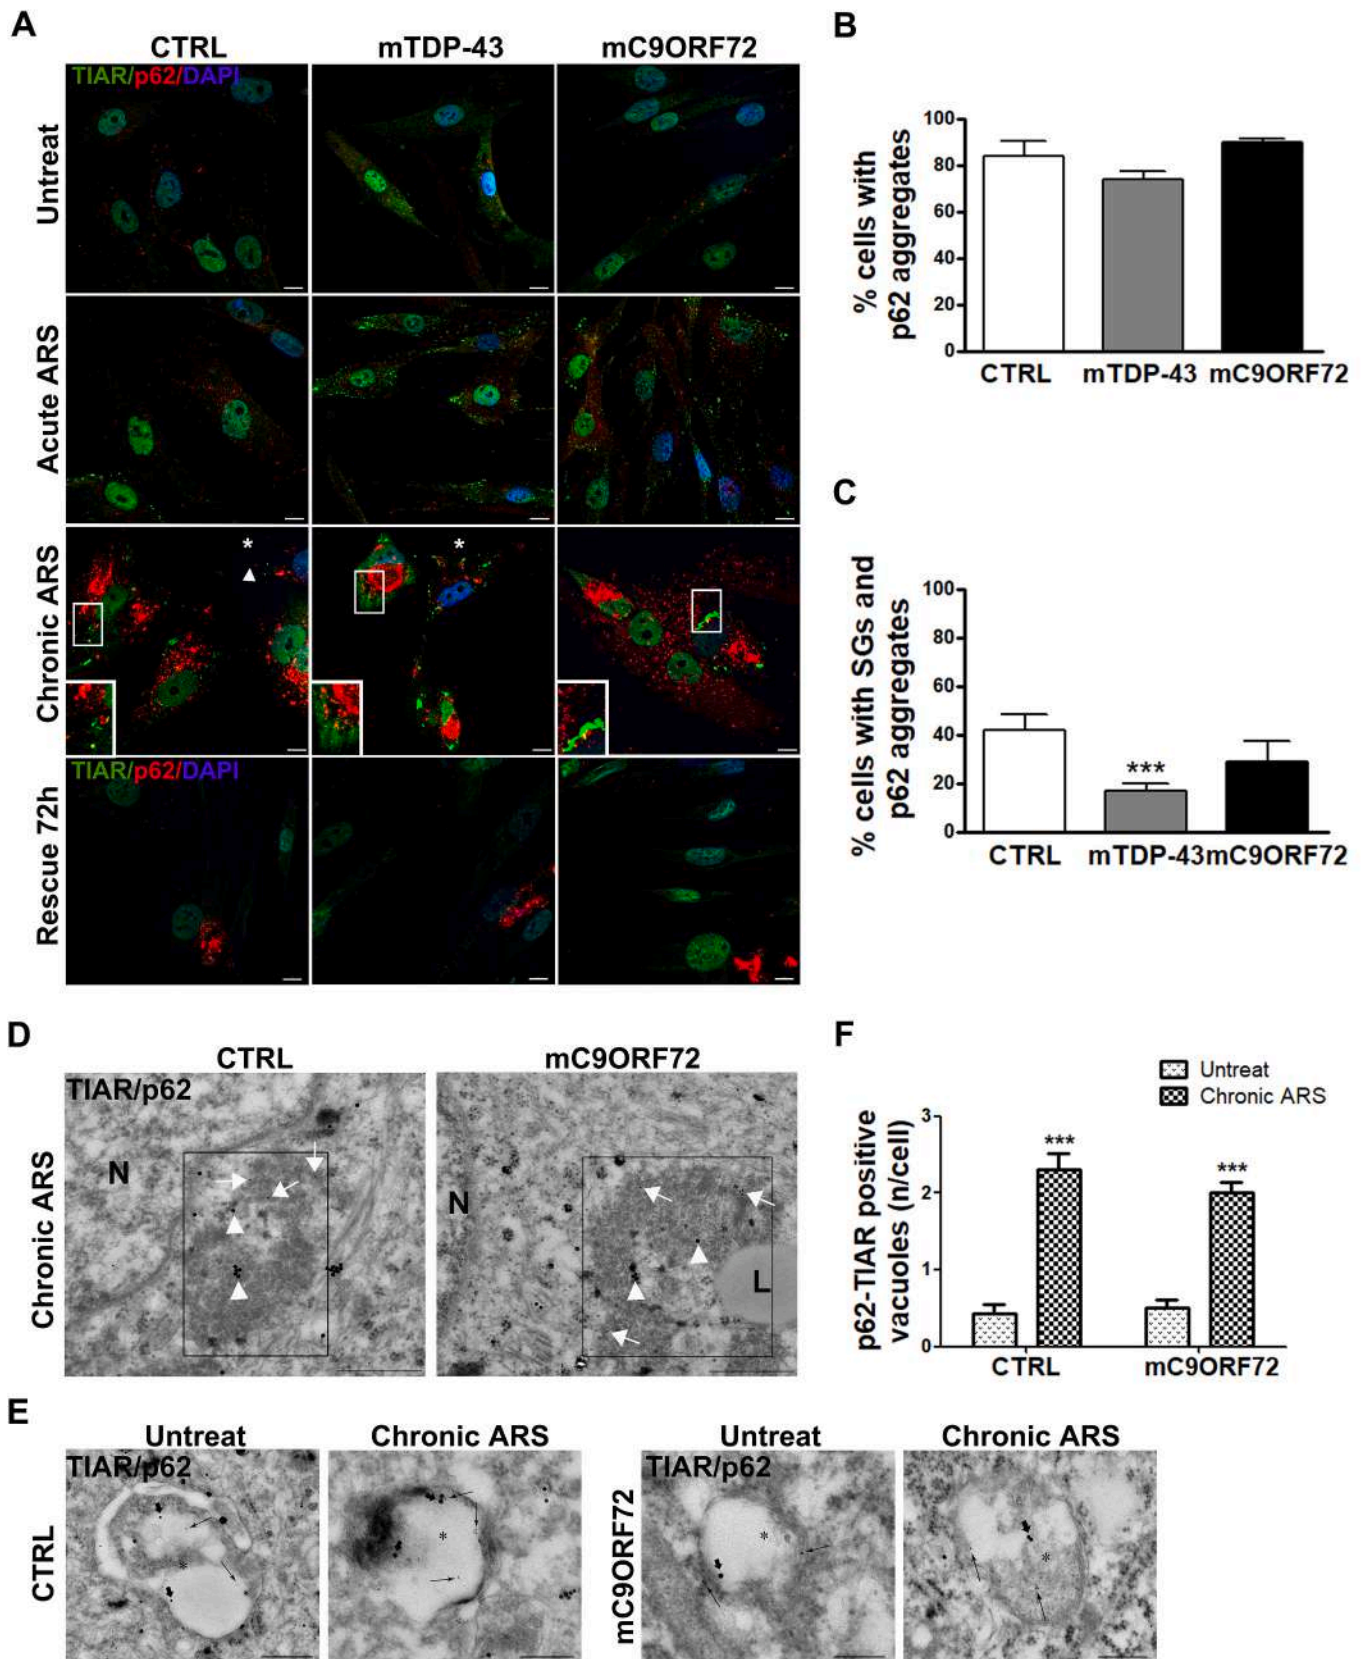 A
CTRL
mTDP-43
mC9ORF72
TIAR/p62/DAPI
Untreat
Acute ARS
Chronic ARS
*
*
TIAR/p62/DAPI
Rescue 72h
B
% cells with
p62 aggregates
100
80
60
40
20
0
CTRL
mTDP-43
mC9ORF72
C
% cells with SGs and
p62 aggregates
100
80
60
40
20
0
***
CTRL
mTDP-43
mC9ORF72
D
CTRL
mC9ORF72
Chronic ARS
TIAR/p62
N
N
L
F
Untreat
Chronic ARS
p62-TIAR positive
vacuoles (n/cell)
3
2
1
0
***
***
CTRL
mC9ORF72
E
Untreat
Chronic ARS
Untreat
Chronic ARS
CTRL
TIAR/p62
*
*
mC9ORF72
TIAR/p62
*
*